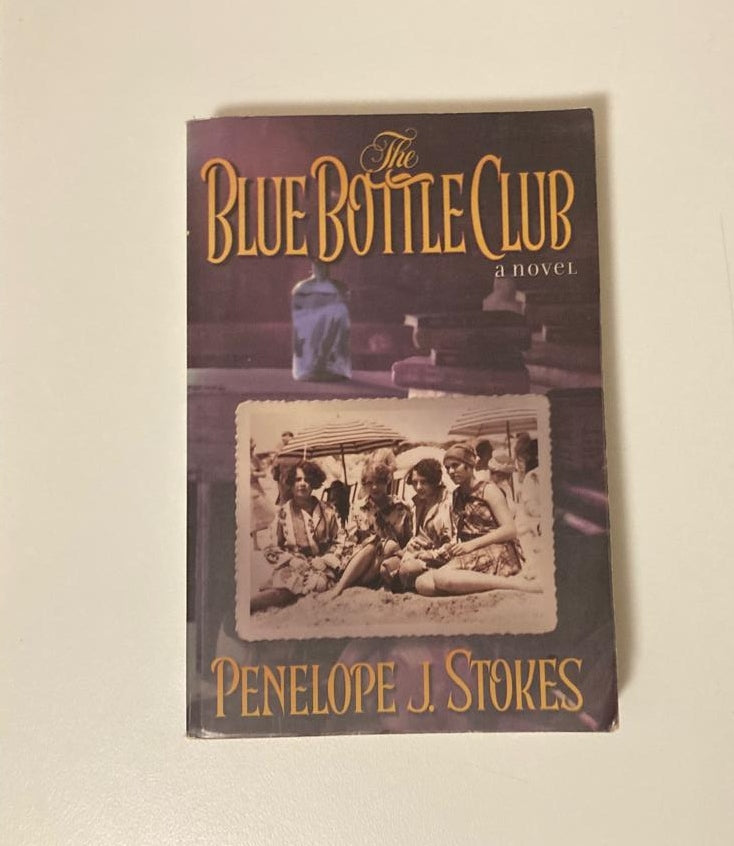 The
BLUE BOTTLE CLUB
a novel
PENELOPE J. STOKES